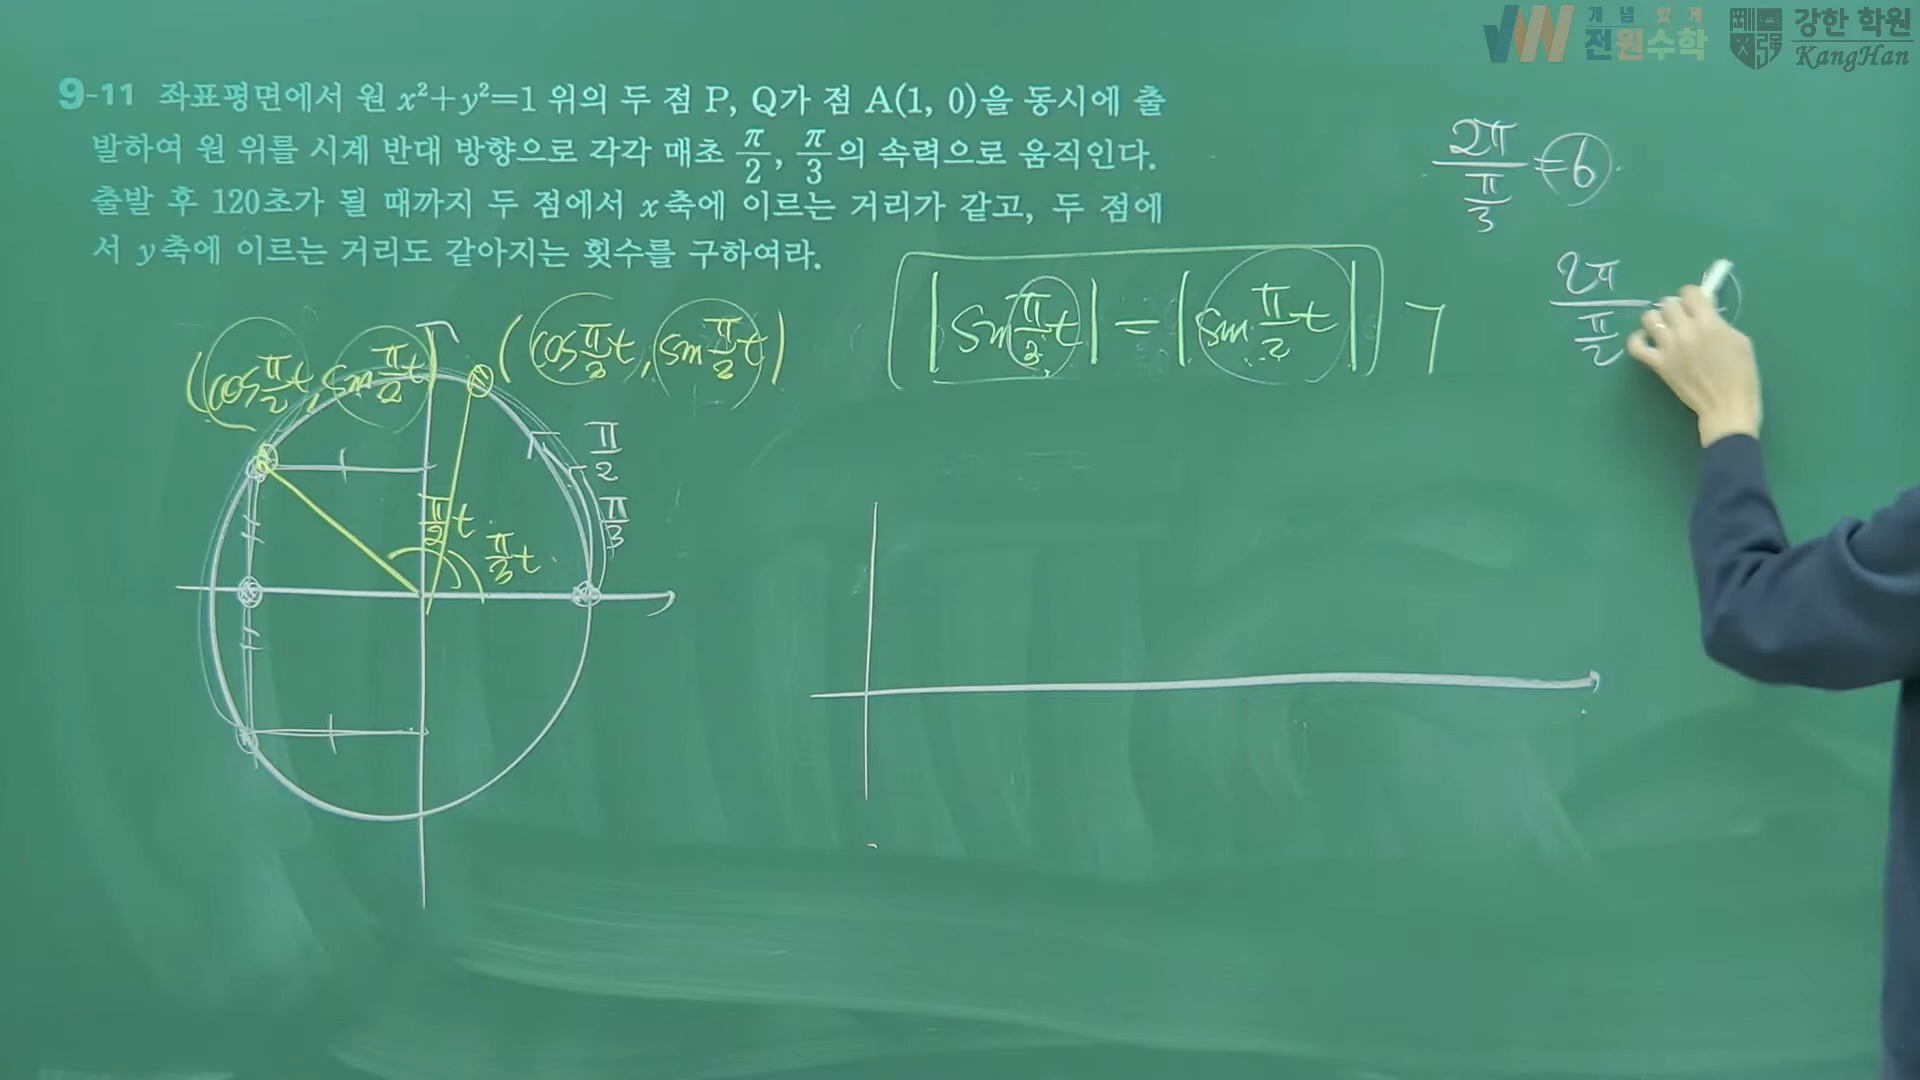 개념 있게
전원수학
강한 학원
KangHan
9-11 좌표평면에서 원 x²+y²=1 위의 두 점 P, Q가 점 A(1, 0)을 동시에 출
발하여 원 위를 시계 반대 방향으로 각각 매초 π/2, π/3의 속력으로 움직인다.
출발 후 120초가 될 때까지 두 점에서 x축에 이르는 거리가 같고, 두 점에
서 y축에 이르는 거리도 같아지는 횟수를 구하여라.
2π/(π/3)=6
2π/(π/2)
|sin π/3 t| = |sin π/2 t|
(cos π/2 t, sin π/2 t)
(cos π/2 t, sin π/2 t)
π/2
π/3
π/2 t
π/3 t